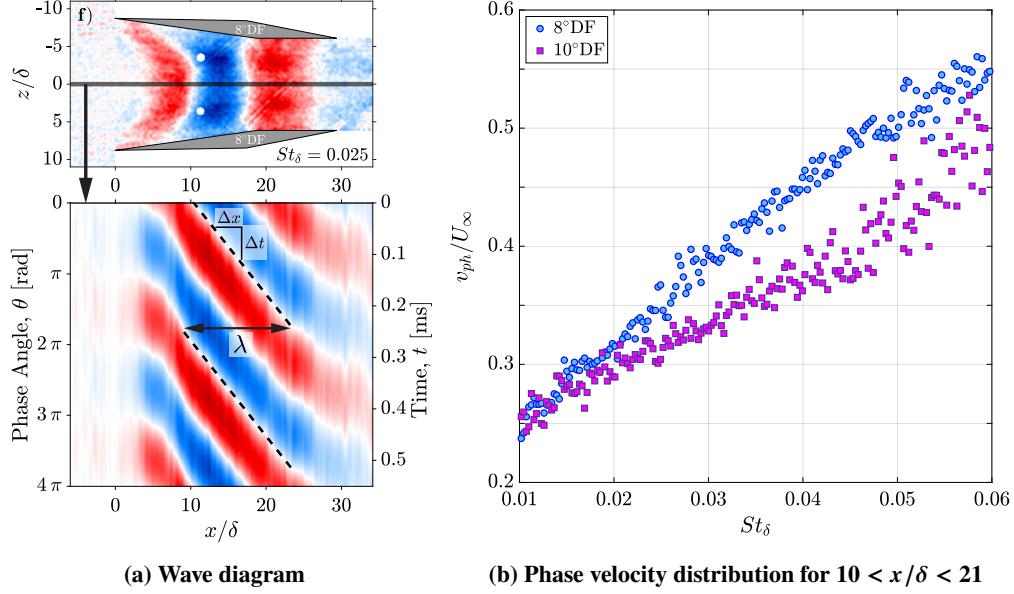 f)
8°DF
8°DF
St_δ = 0.025
z/δ
-10
-5
0
5
10
0 10 20 30
Δx
Δt
λ
Phase Angle, θ [rad]
0
π
2π
3π
4π
Time, t [ms]
0
0.1
0.2
0.3
0.4
0.5
0 10 20 30
x/δ
(a) Wave diagram
8°DF
10°DF
v_ph/U_∞
0.6
0.5
0.4
0.3
0.2
0.01 0.02 0.03 0.04 0.05 0.06
St_δ
(b) Phase velocity distribution for 10 < x/δ < 21